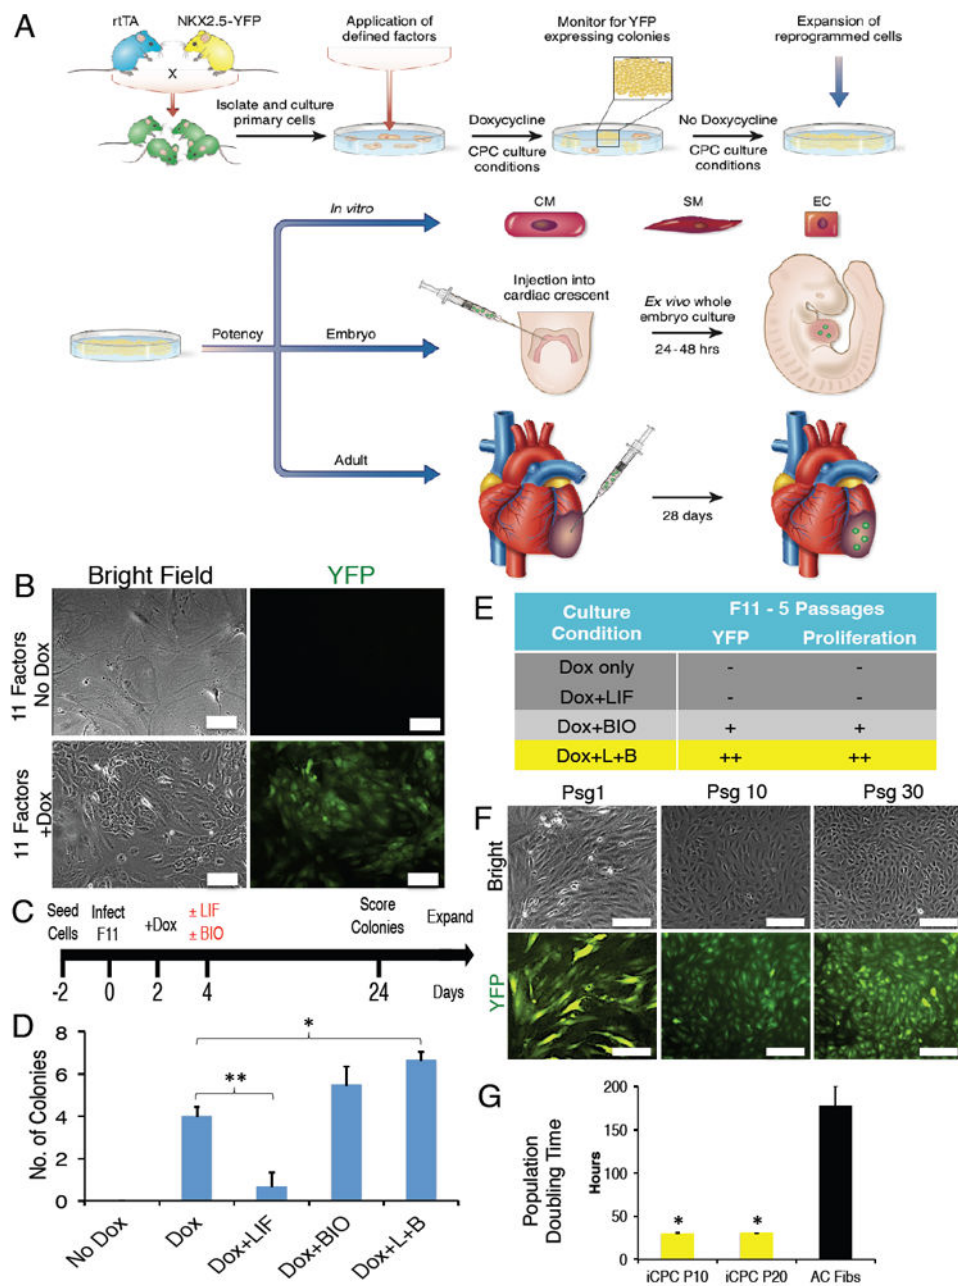 A
rtTA
NKX2.5-YFP
X
Isolate and culture
primary cells
Application of
defined factors
Doxycycline
CPC culture
conditions
Monitor for YFP
expressing colonies
No Doxycycline
CPC culture
conditions
Expansion of
reprogrammed cells
Potency
In vitro
CM
SM
EC
Embryo
Injection into
cardiac crescent
Ex vivo whole
embryo culture
24-48 hrs
Adult
28 days
B
Bright Field
YFP
11 Factors
No Dox
11 Factors
+Dox
C
Seed
Cells
Infect
F11
+Dox
± LIF
± BIO
Score
Colonies
Expand
-2
0
2
4
24
Days
D
No. of Colonies
8
6
4
2
0
*
**
No Dox
Dox
Dox+LIF
Dox+BIO
Dox+L+B
E
Culture
Condition
F11 - 5 Passages
YFP
Proliferation
Dox only
-
-
Dox+LIF
-
-
Dox+BIO
+
+
Dox+L+B
++
++
F
Psg1
Psg 10
Psg 30
Bright
YFP
G
Population
Doubling Time
Hours
200
150
100
50
0
*
*
iCPC P10
iCPC P20
AC Fibs